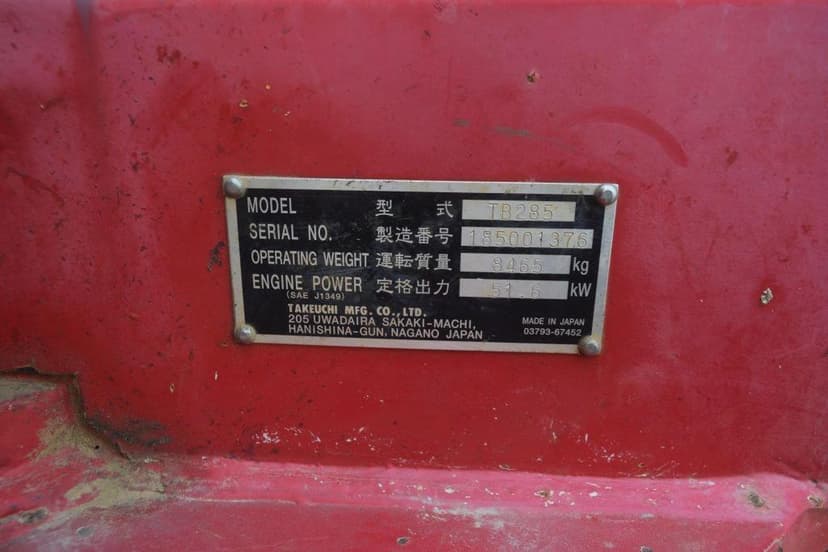 MODEL 型式 TB285
SERIAL NO. 製造番号 185001376
OPERATING WEIGHT 運転質量 8465 kg
ENGINE POWER 定格出力 51.6 kW
(SAE J1349)
TAKEUCHI MFG. CO., LTD.
205 UWADAIRA SAKAKI-MACHI,
HANISHINA-GUN, NAGANO JAPAN
MADE IN JAPAN
03793-67452